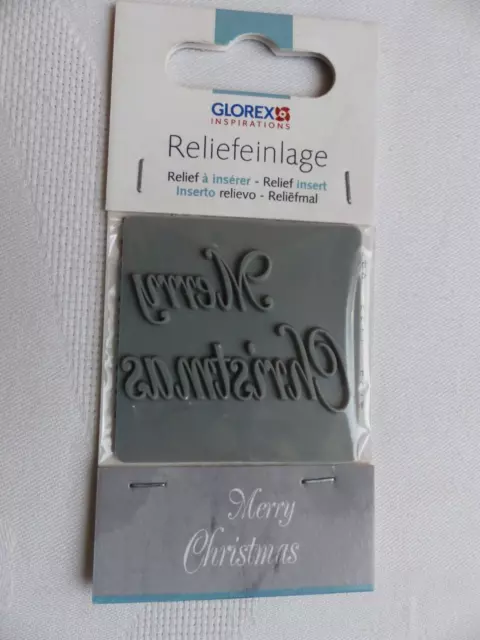 GLOREX
INSPIRATIONS
Reliefeinlage
Relief à insérer - Relief insert
Inserto relievo - Reliëfmal
Merry
Christmas
Merry
Christmas